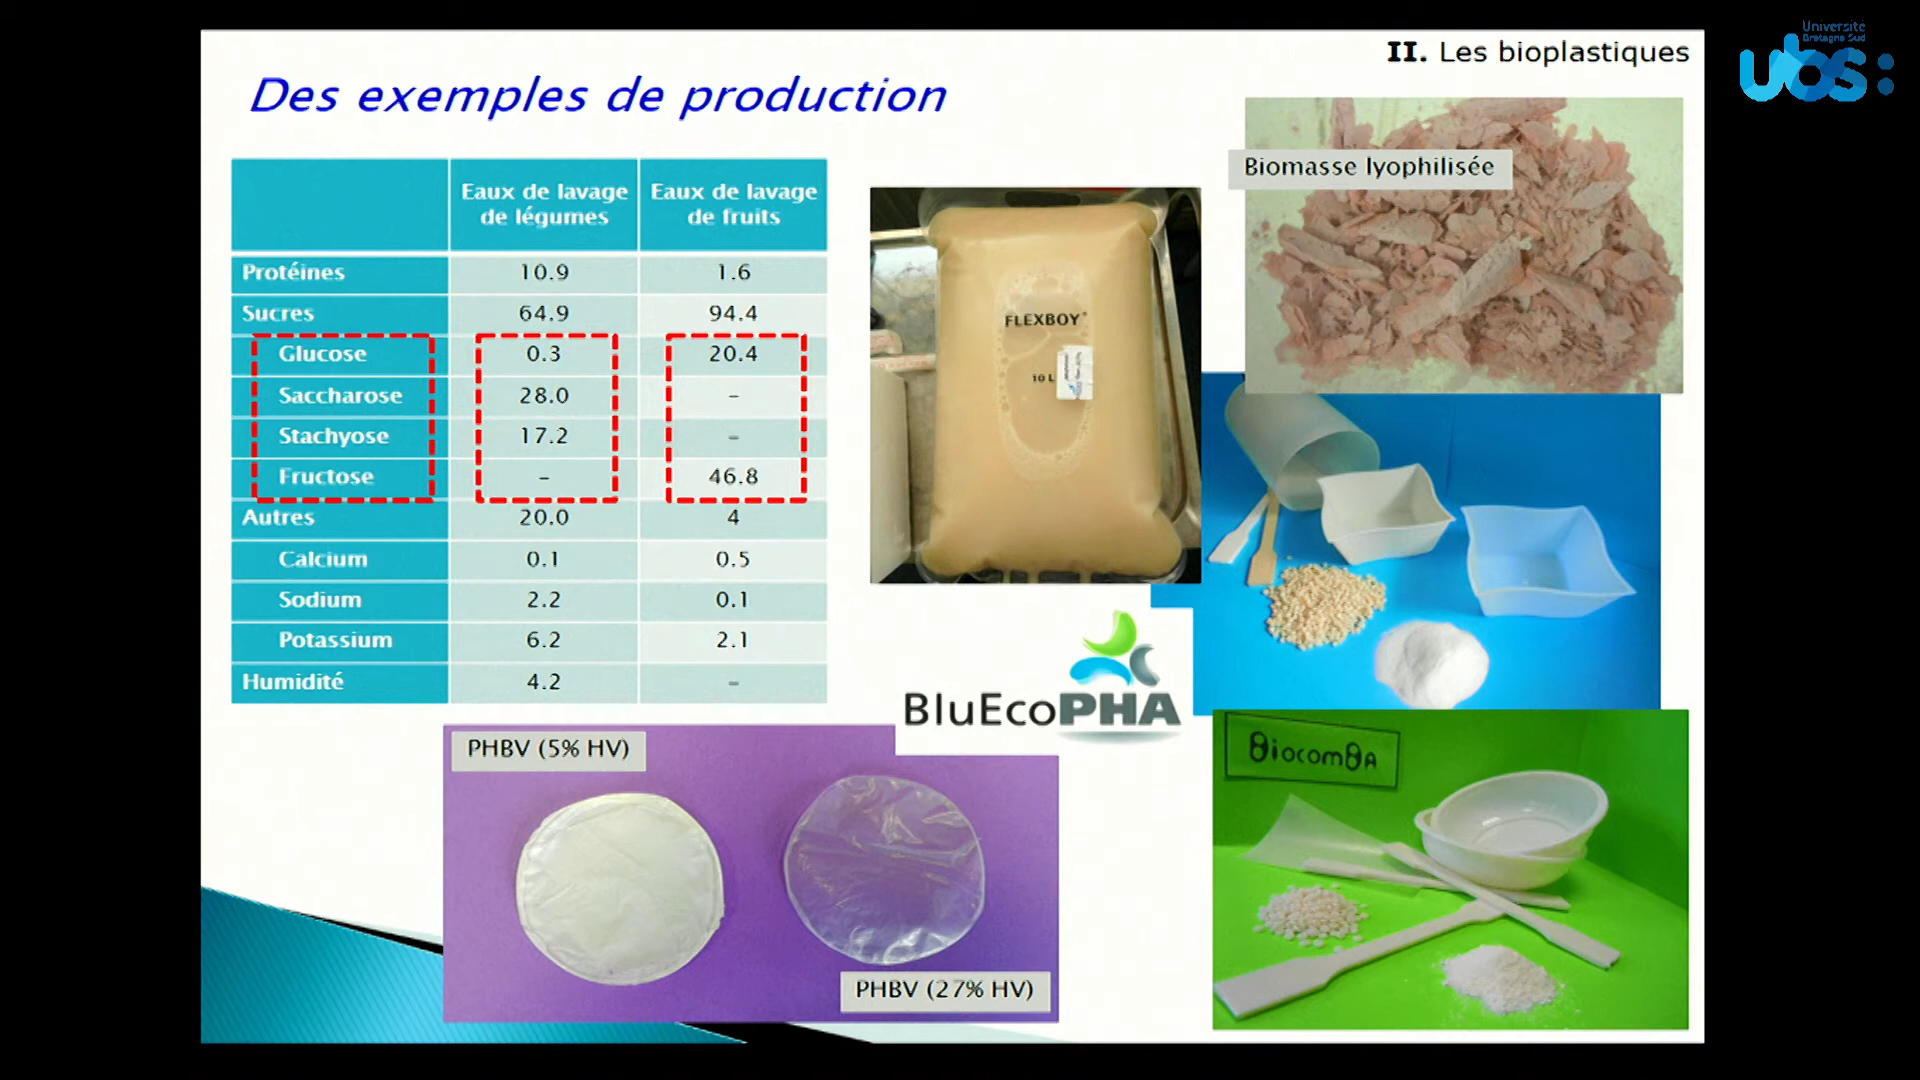 II. Les bioplastiques
Université
Bretagne Sud
ubs:
Des exemples de production
Eaux de lavage de légumes
Eaux de lavage de fruits
Protéines 10.9 1.6
Sucres 64.9 94.4
Glucose 0.3 20.4
Saccharose 28.0 –
Stachyose 17.2 –
Fructose – 46.8
Autres 20.0 4
Calcium 0.1 0.5
Sodium 2.2 0.1
Potassium 6.2 2.1
Humidité 4.2 –
FLEXBOY®
10 L
Biomasse lyophilisée
BluEcoPHA
BiocomBA
PHBV (5% HV)
PHBV (27% HV)